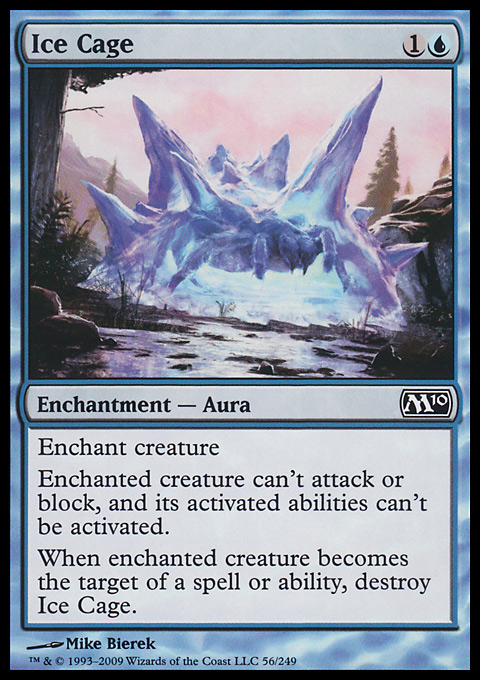 Ice Cage 1
Enchantment — Aura M10
Enchant creature
Enchanted creature can't attack or
block, and its activated abilities can't
be activated.
When enchanted creature becomes
the target of a spell or ability, destroy
Ice Cage.
Mike Bierek
™ & © 1993–2009 Wizards of the Coast LLC 56/249